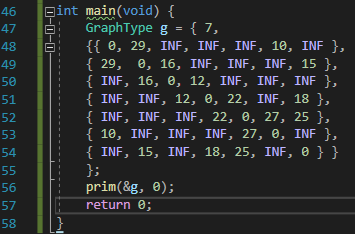 46 int main(void) {
47 GraphType g = { 7,
48 {{ 0, 29, INF, INF, INF, 10, INF },
49 { 29, 0, 16, INF, INF, INF, 15 },
50 { INF, 16, 0, 12, INF, INF, INF },
51 { INF, INF, 12, 0, 22, INF, 18 },
52 { INF, INF, INF, 22, 0, 27, 25 },
53 { 10, INF, INF, INF, 27, 0, INF },
54 { INF, 15, INF, 18, 25, INF, 0 } }
55 };
56 prim(&g, 0);
57 return 0;
58 }